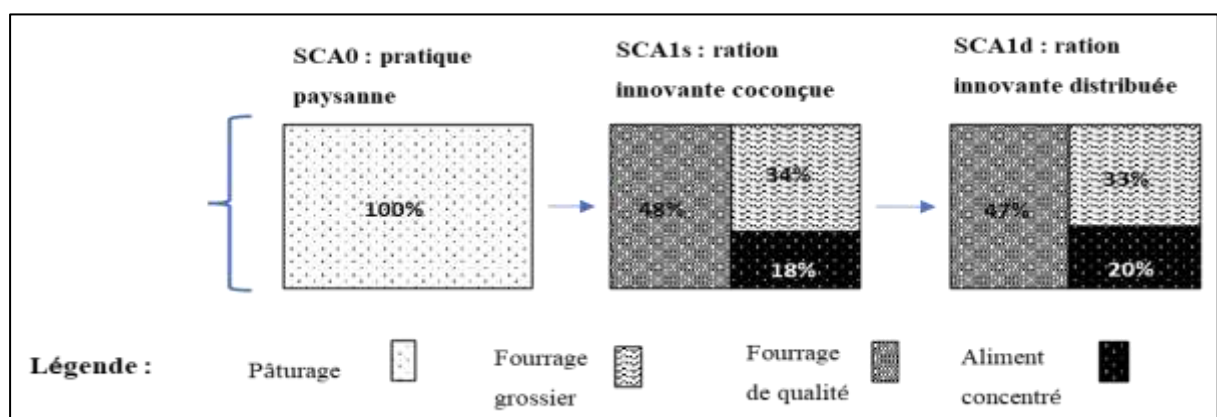 SCA0 : pratique
paysanne
SCA1s : ration
innovante coconçue
SCA1d : ration
innovante distribuée
100%
48%
34%
18%
47%
33%
20%
Légende :
Pâturage
Fourrage
grossier
Fourrage
de qualité
Aliment
concentré